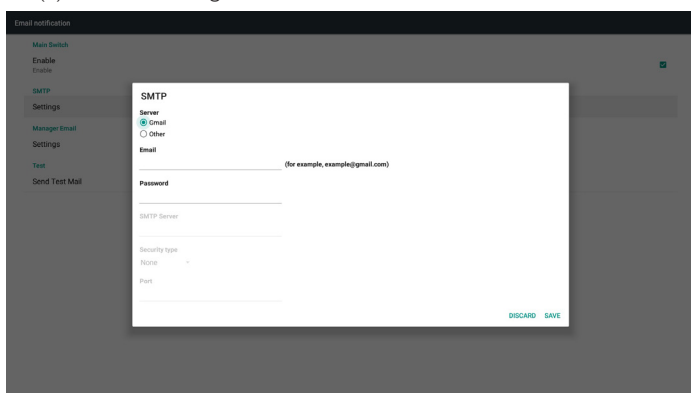 Email notification
Main Switch
Enable
Enable
SMTP
Settings
Manager Email
Settings
Test
Send Test Mail
SMTP
Server
Gmail
Other
Email
(for example, example@gmail.com)
Password
SMTP Server
Security type
None
Port
DISCARD SAVE